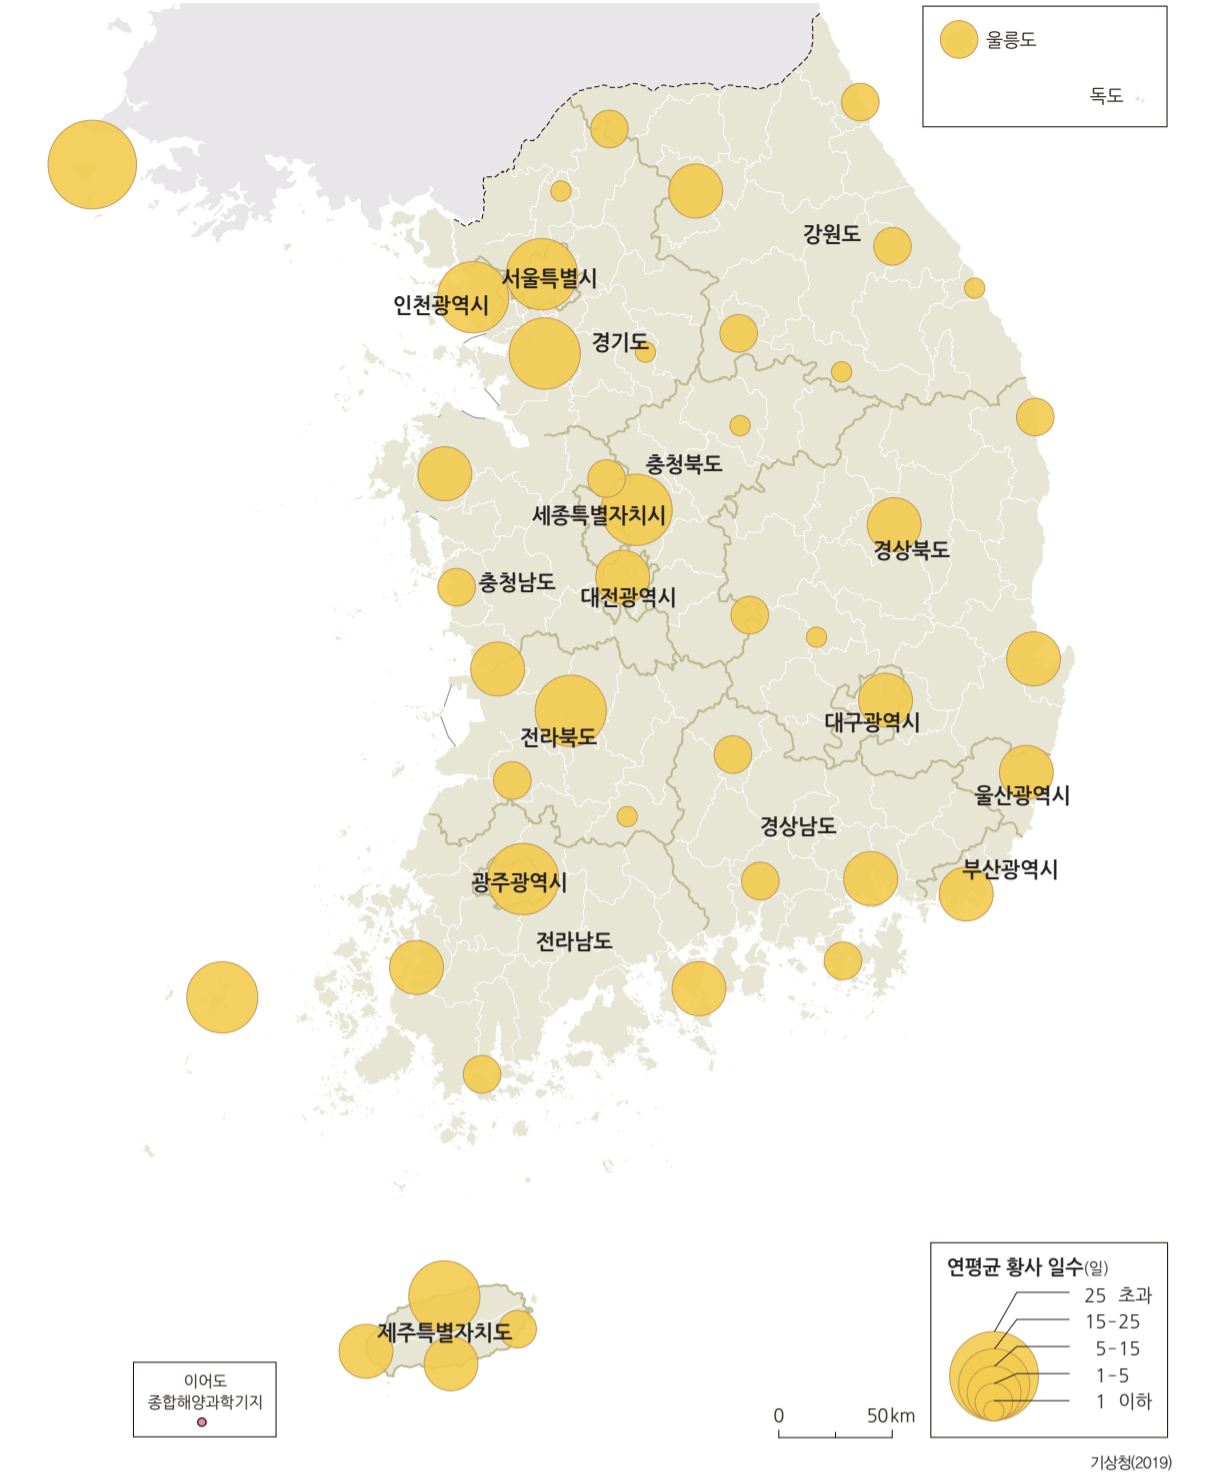 울릉도
독도
강원도
서울특별시
인천광역시
경기도
충청북도
세종특별자치시
경상북도
충청남도
대전광역시
대구광역시
전라북도
울산광역시
경상남도
부산광역시
광주광역시
전라남도
제주특별자치도
이어도
종합해양과학기지
0 50km
연평균 황사 일수(일)
25 초과
15-25
5-15
1-5
1 이하
기상청(2019)